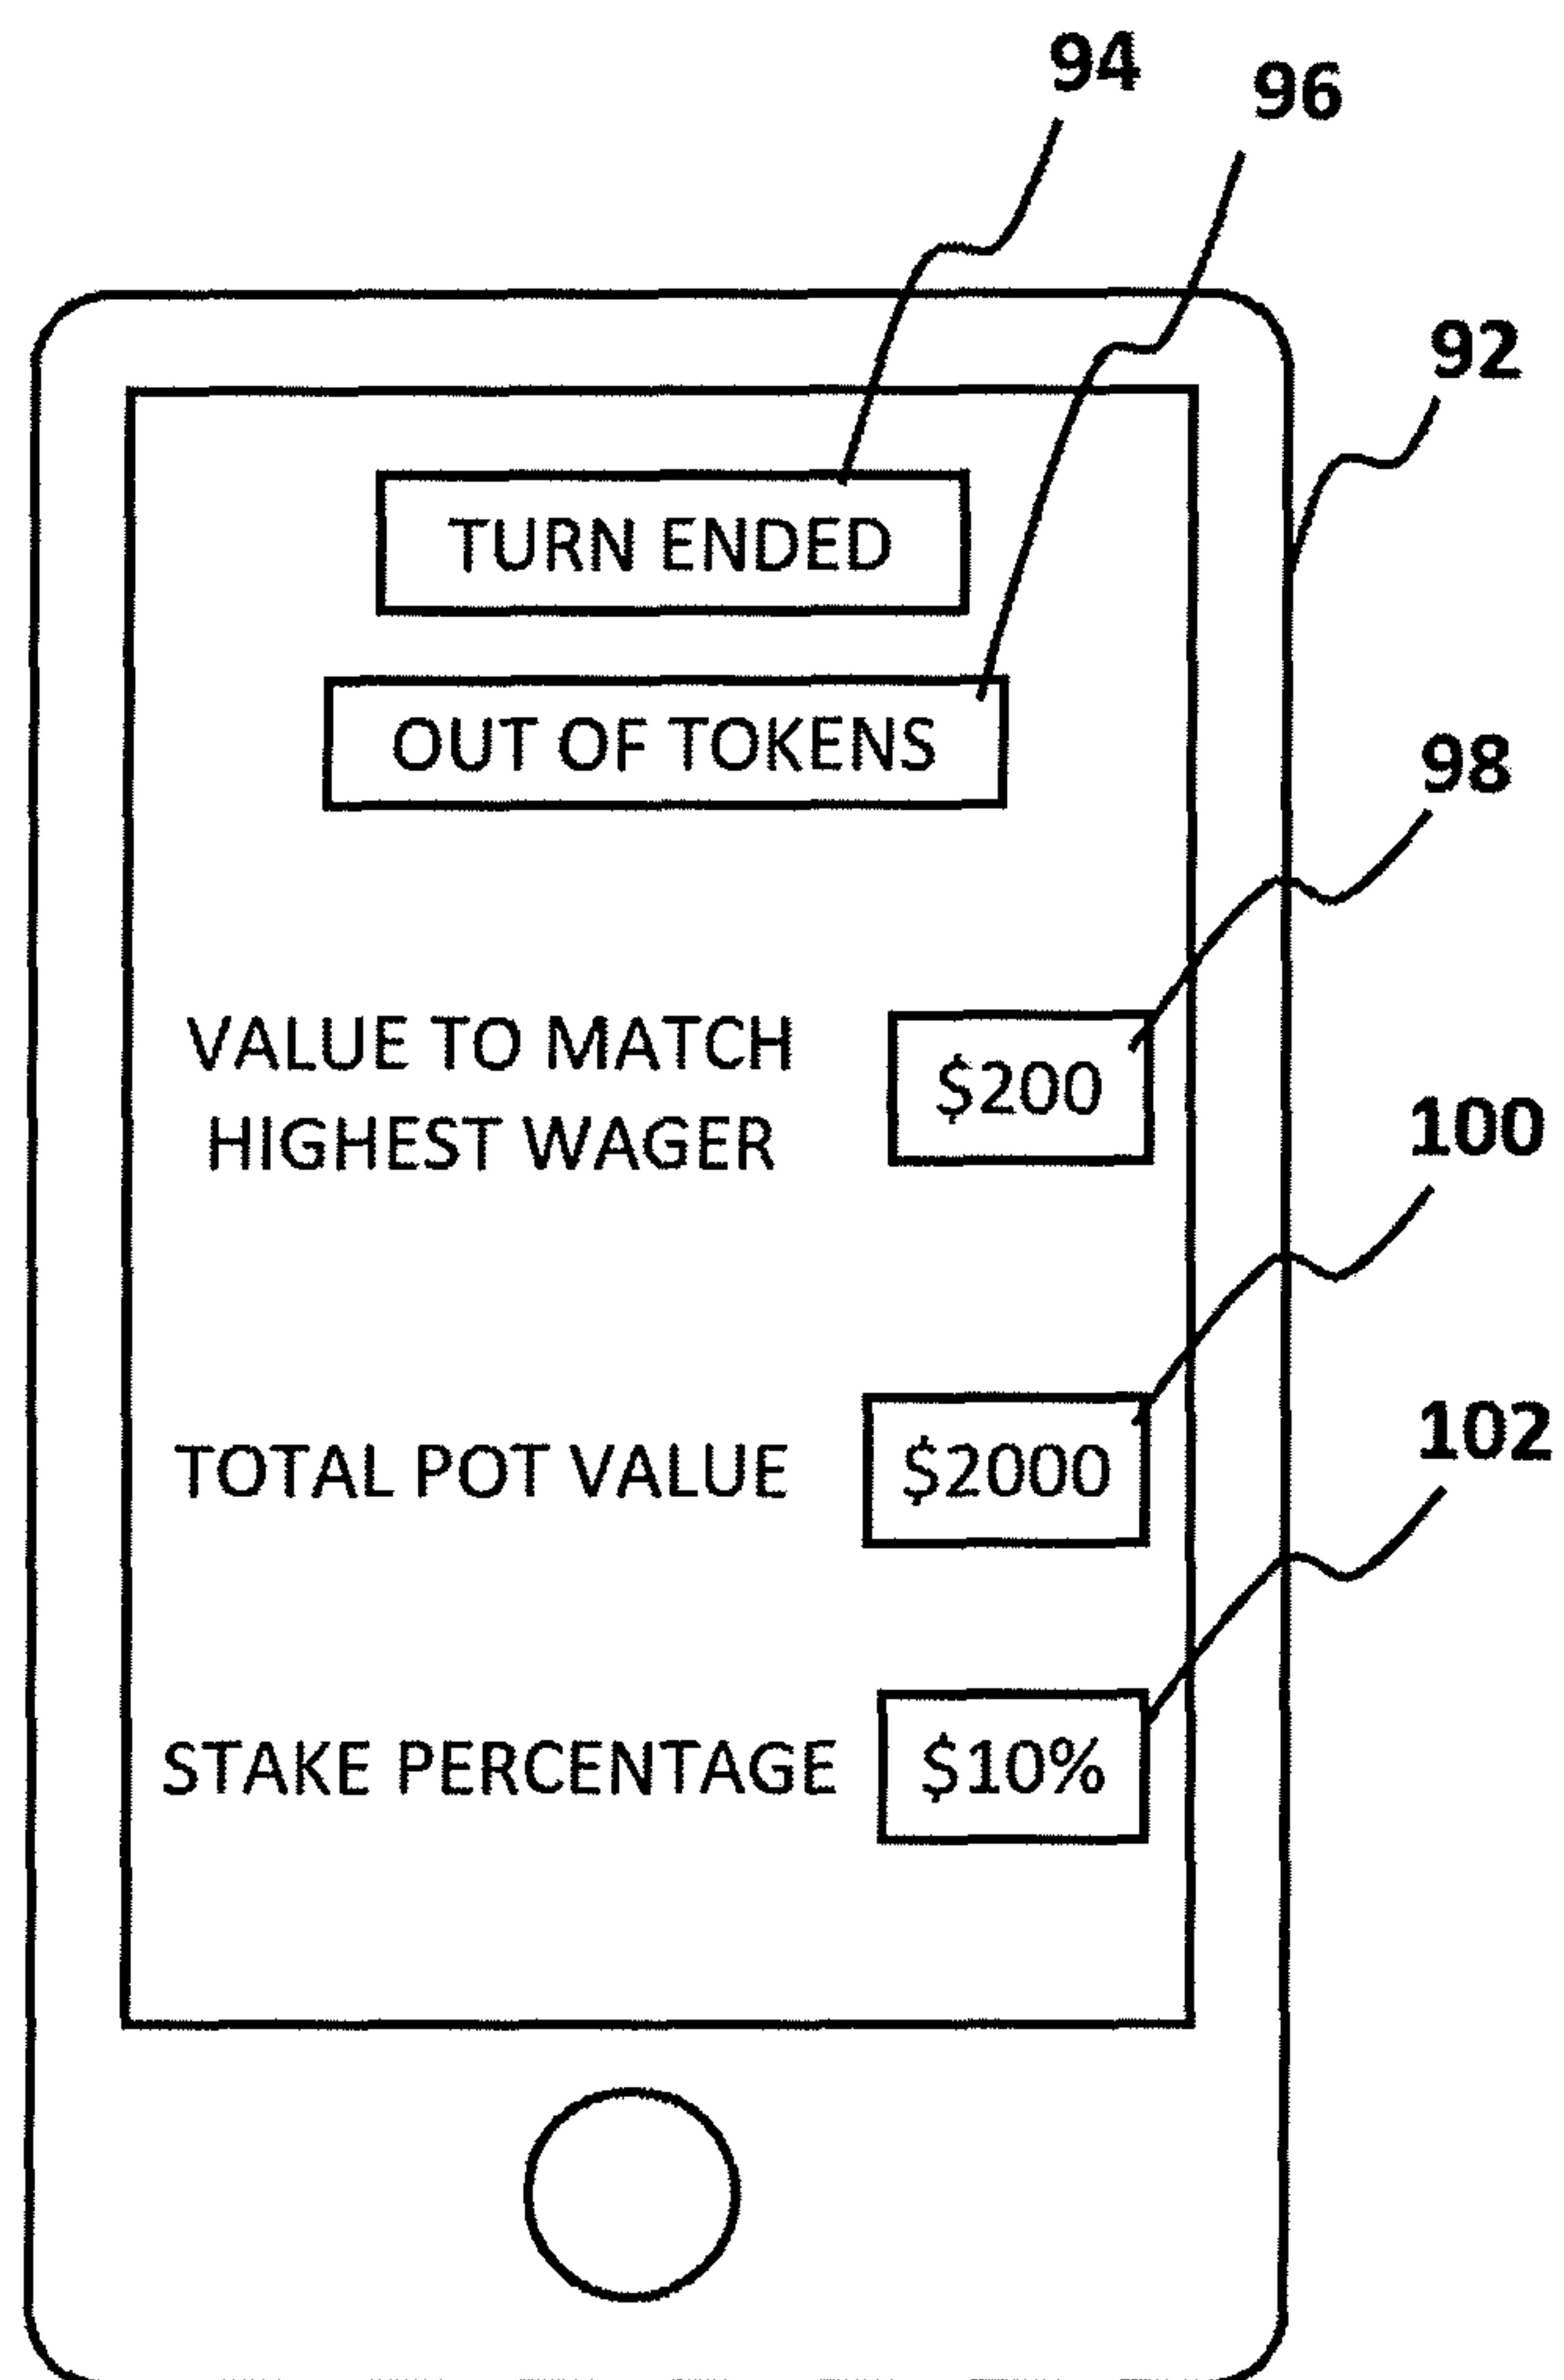 94
96
92
TURN ENDED
OUT OF TOKENS
98
VALUE TO MATCH
HIGHEST WAGER
$200
100
TOTAL POT VALUE $2000
102
STAKE PERCENTAGE $10%